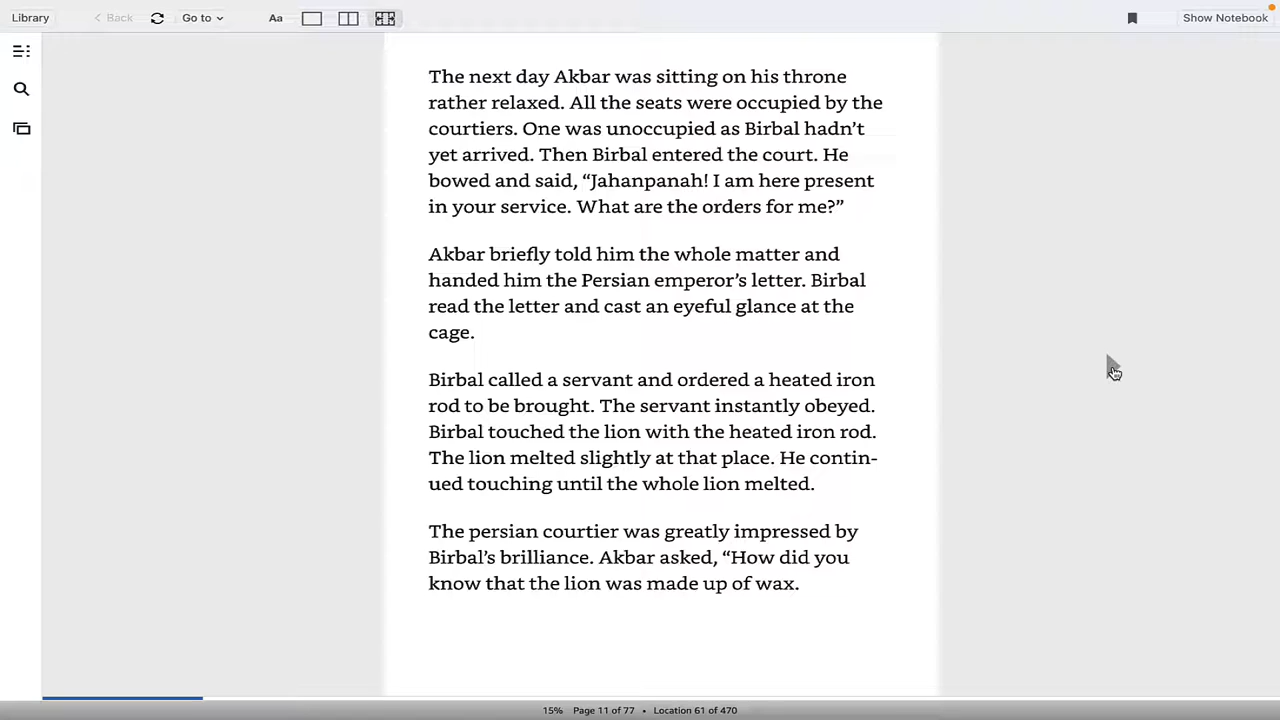 Library
Back
Go to
Aa
Show Notebook
The next day Akbar was sitting on his throne
rather relaxed. All the seats were occupied by the
courtiers. One was unoccupied as Birbal hadn’t
yet arrived. Then Birbal entered the court. He
bowed and said, “Jahanpanah! I am here present
in your service. What are the orders for me?”
Akbar briefly told him the whole matter and
handed him the Persian emperor’s letter. Birbal
read the letter and cast an eyeful glance at the
cage.
Birbal called a servant and ordered a heated iron
rod to be brought. The servant instantly obeyed.
Birbal touched the lion with the heated iron rod.
The lion melted slightly at that place. He contin-
ued touching until the whole lion melted.
The persian courtier was greatly impressed by
Birbal’s brilliance. Akbar asked, “How did you
know that the lion was made up of wax.
15% Page 11 of 77 • Location 61 of 470